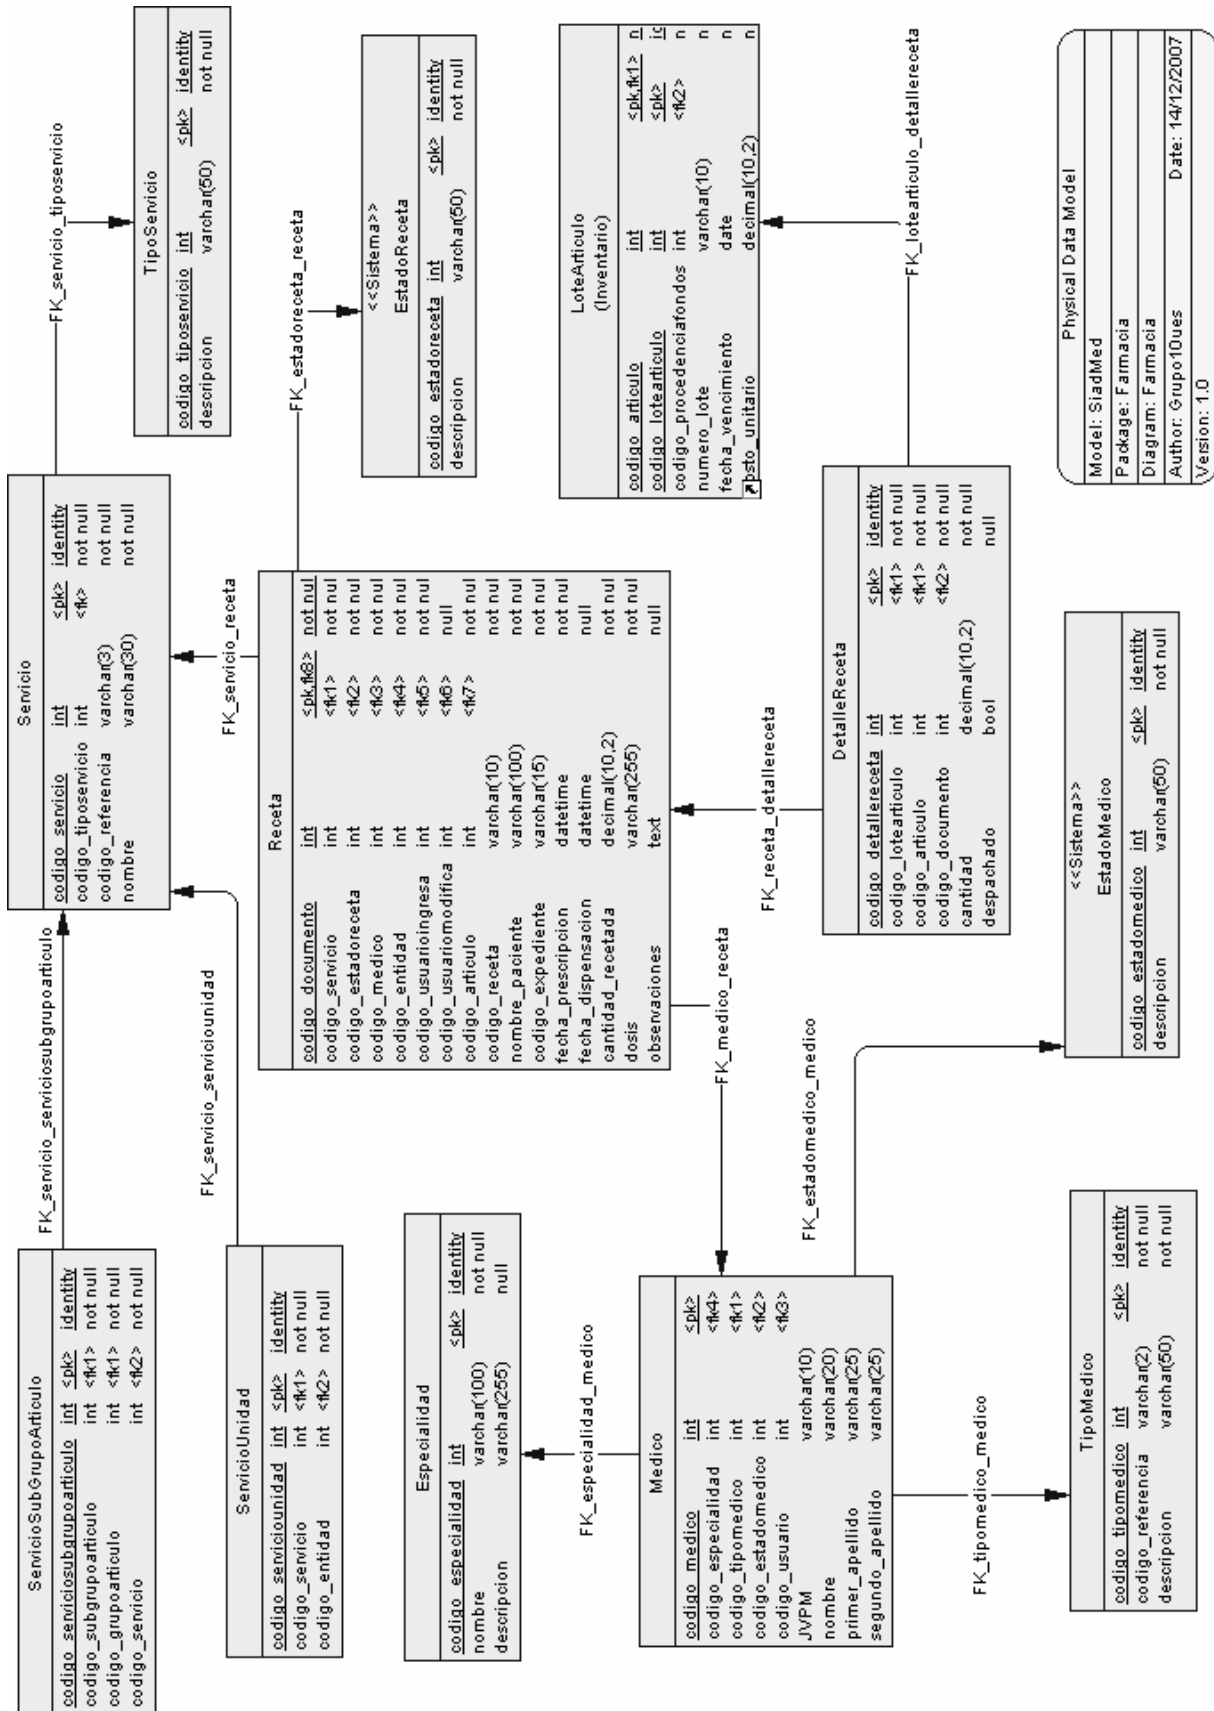 ServicioSubGrupoArticulo
codigo_serviciosubgrupoarticulo int <pk> identity
codigo_subgrupoarticulo int <fk1> not null
codigo_grupoarticulo int <fk1> not null
codigo_servicio int <fk2> not null
FK_servicio_serviciosubgrupoarticulo
Servicio
codigo_servicio int <pk> identity
codigo_tiposervicio int <fk> not null
codigo_referencia varchar(3) not null
nombre varchar(30) not null
FK_servicio_tiposervicio
TipoServicio
codigo_tiposervicio int <pk> identity
descripcion varchar(50) not null
ServicioUnidad
codigo_serviciounidad int <pk> identity
codigo_servicio int <fk1> not null
codigo_entidad int <fk2> not null
FK_servicio_serviciounidad
FK_servicio_receta
Receta
codigo_documento int <pk,fk8> not nul
codigo_servicio int <fk1> not nul
codigo_estadoreceta int <fk2> not nul
codigo_medico int <fk3> not nul
codigo_entidad int <fk4> not nul
codigo_usuarioingresa int <fk5> not nul
codigo_usuariomodifica int <fk6> null
codigo_articulo int <fk7> not nul
codigo_receta varchar(10) not nul
nombre_paciente varchar(100) not nul
codigo_expediente varchar(15) not nul
fecha_prescripcion datetime not nul
fecha_dispensacion datetime null
cantidad_recetada decimal(10,2) not nul
dosis varchar(255) not nul
observaciones text null
FK_estadoreceta_receta
<<Sistema>>
EstadoReceta
codigo_estadoreceta int <pk> identity
descripcion varchar(50) not null
Especialidad
codigo_especialidad int <pk> identity
nombre varchar(100) not null
descripcion varchar(255) null
FK_especialidad_medico
FK_medico_receta
FK_receta_detallereceta
LoteArticulo
(Inventario)
codigo_articulo int <pk,fk1> n
codigo_lotearticulo int <pk> ic
codigo_procedenciafondos int <fk2> n
numero_lote varchar(10) n
fecha_vencimiento date n
osto_unitario decimal(10,2) n
Medico
codigo_medico int <pk>
codigo_especialidad int <fk4>
codigo_tipomedico int <fk1>
codigo_estadomedico int <fk2>
codigo_usuario int <fk3>
JVPM varchar(10)
nombre varchar(20)
primer_apellido varchar(25)
segundo_apellido varchar(25)
FK_estadomedico_medico
DetalleReceta
codigo_detallereceta int <pk> identity
codigo_lotearticulo int <fk1> not null
codigo_articulo int <fk1> not null
codigo_documento int <fk2> not null
cantidad decimal(10,2) not null
despachado bool null
FK_lotearticulo_detallereceta
FK_tipomedico_medico
TipoMedico
codigo_tipomedico int <pk> identity
codigo_referencia varchar(2) not null
descripcion varchar(50) not null
<<Sistema>>
EstadoMedico
codigo_estadomedico int <pk> identity
descripcion varchar(50) not null
Physical Data Model
Model: SiadMed
Package: Farmacia
Diagram: Farmacia
Author: Grupo10ues Date: 14/12/2007
Version: 1.0